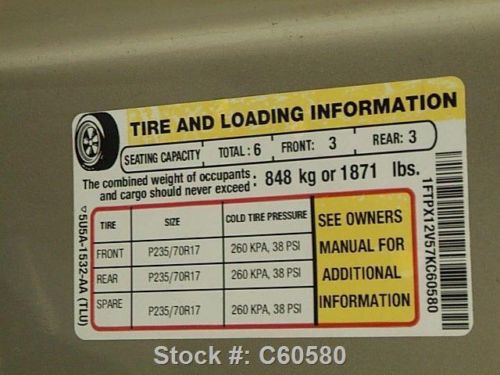 TIRE AND LOADING INFORMATION
SEATING CAPACITY TOTAL : 6 FRONT: 3 REAR: 3
The combined weight of occupants
and cargo should never exceed : 848 kg or 1871 lbs.
TIRE SIZE COLD TIRE PRESSURE
FRONT P235/70R17 260 KPA, 38 PSI
REAR P235/70R17 260 KPA, 38 PSI
SPARE P235/70R17 260 KPA, 38 PSI
SEE OWNERS
MANUAL FOR
ADDITIONAL
INFORMATION
5U5A-1532-AA (TLU)
1FTPX12V57KC60580
Stock #: C60580